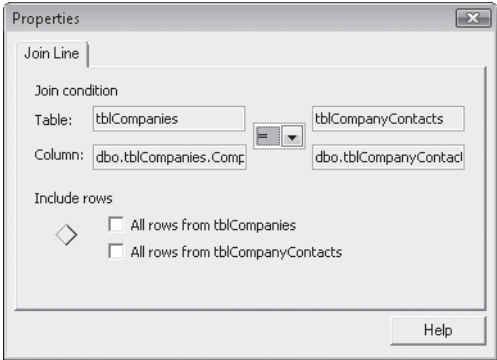 Properties
Join Line
Join condition
Table: tblCompanies = tblCompanyContacts
Column: dbo.tblCompanies.Comp dbo.tblCompanyContact
Include rows
All rows from tblCompanies
All rows from tblCompanyContacts
Help